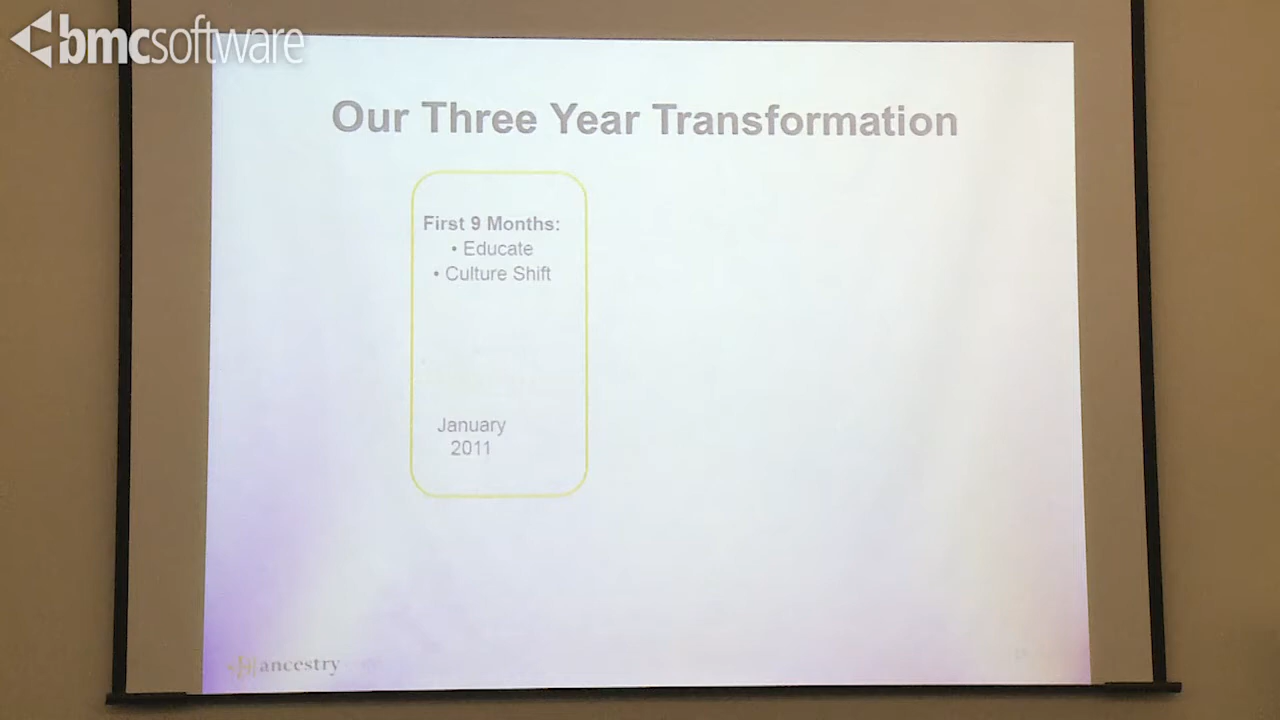 bmcsoftware
Our Three Year Transformation
First 9 Months:
• Educate
• Culture Shift
January
2011
ancestry